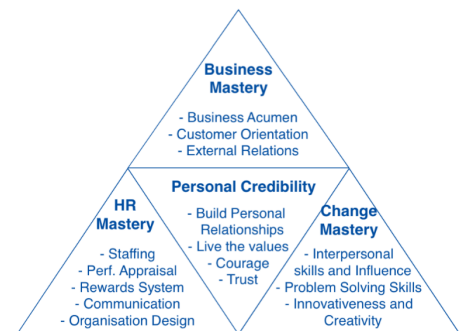 Business
Mastery
- Business Acumen
- Customer Orientation
- External Relations
Personal Credibility
- Build Personal
Relationships
- Live the values
- Courage
- Trust
HR
Mastery
- Staffing
- Perf. Appraisal
- Rewards System
- Communication
- Organisation Design
Change
Mastery
- Interpersonal
skills and Influence
- Problem Solving Skills
- Innovativeness and
Creativity